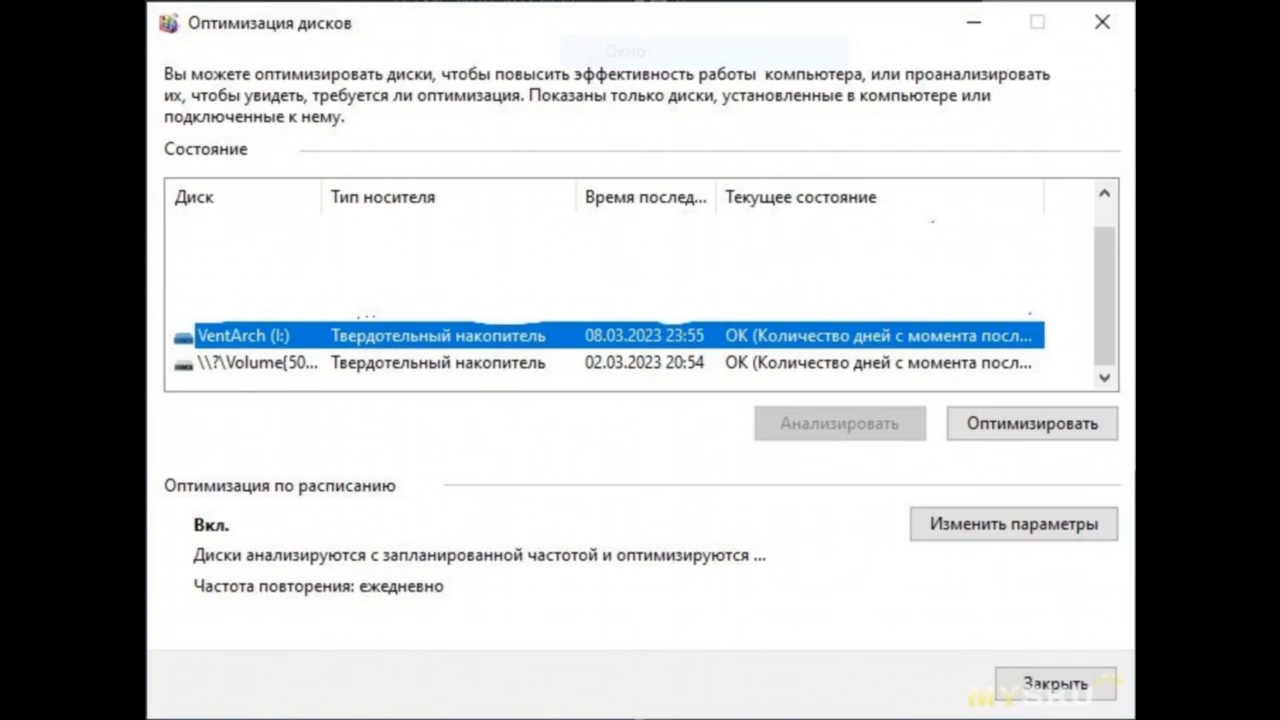 Оптимизация дисков
Окно
Вы можете оптимизировать диски, чтобы повысить эффективность работы компьютера, или проанализировать
их, чтобы увидеть, требуется ли оптимизация. Показаны только диски, установленные в компьютере или
подключенные к нему.
Состояние
Диск Тип носителя Время послед... Текущее состояние
VentArch (I:) Твердотельный накопитель 08.03.2023 23:55 ОК (Количество дней с момента посл...
\\?\Volume{50... Твердотельный накопитель 02.03.2023 20:54 ОК (Количество дней с момента посл...
Анализировать Оптимизировать
Оптимизация по расписанию
Вкл.
Изменить параметры
Диски анализируются с запланированной частотой и оптимизируются ...
Частота повторения: ежедневно
Закрыть
MYSKU